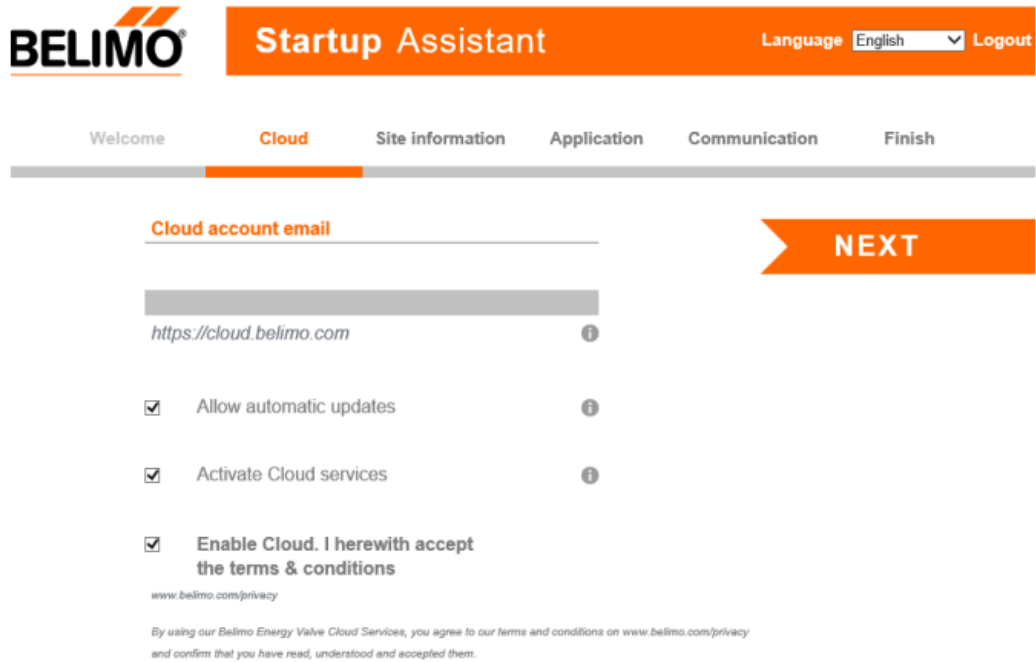 BELIMO®
Startup Assistant
Language English Logout
Welcome Cloud Site information Application Communication Finish
Cloud account email
NEXT
https://cloud.belimo.com
Allow automatic updates
Activate Cloud services
Enable Cloud. I herewith accept
the terms & conditions
www.belimo.com/privacy
By using our Belimo Energy Valve Cloud Services, you agree to our terms and conditions on www.belimo.com/privacy
and confirm that you have read, understood and accepted them.